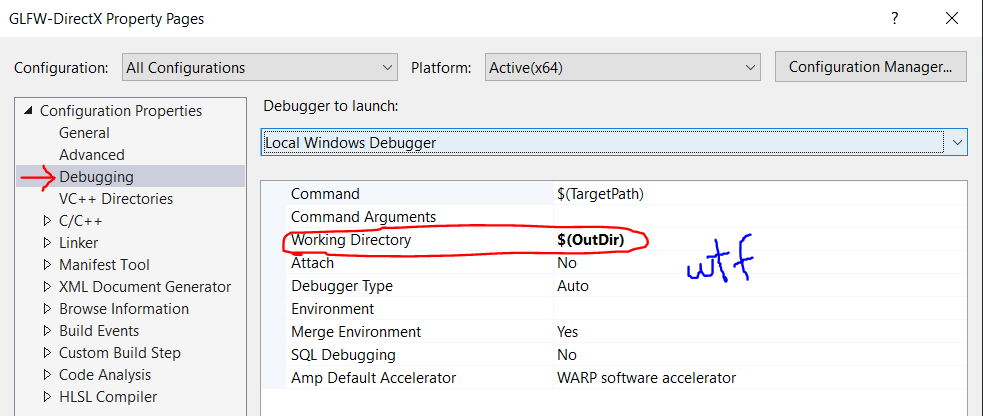 GLFW-DirectX Property Pages ? ×
Configuration: All Configurations Platform: Active(x64) Configuration Manager...
Configuration Properties
General
Advanced
Debugging
VC++ Directories
C/C++
Linker
Manifest Tool
XML Document Generator
Browse Information
Build Events
Custom Build Step
Code Analysis
HLSL Compiler
Debugger to launch:
Local Windows Debugger
Command $(TargetPath)
Command Arguments
Working Directory $(OutDir)
Attach No
Debugger Type Auto
Environment
Merge Environment Yes
SQL Debugging No
Amp Default Accelerator WARP software accelerator
wtf